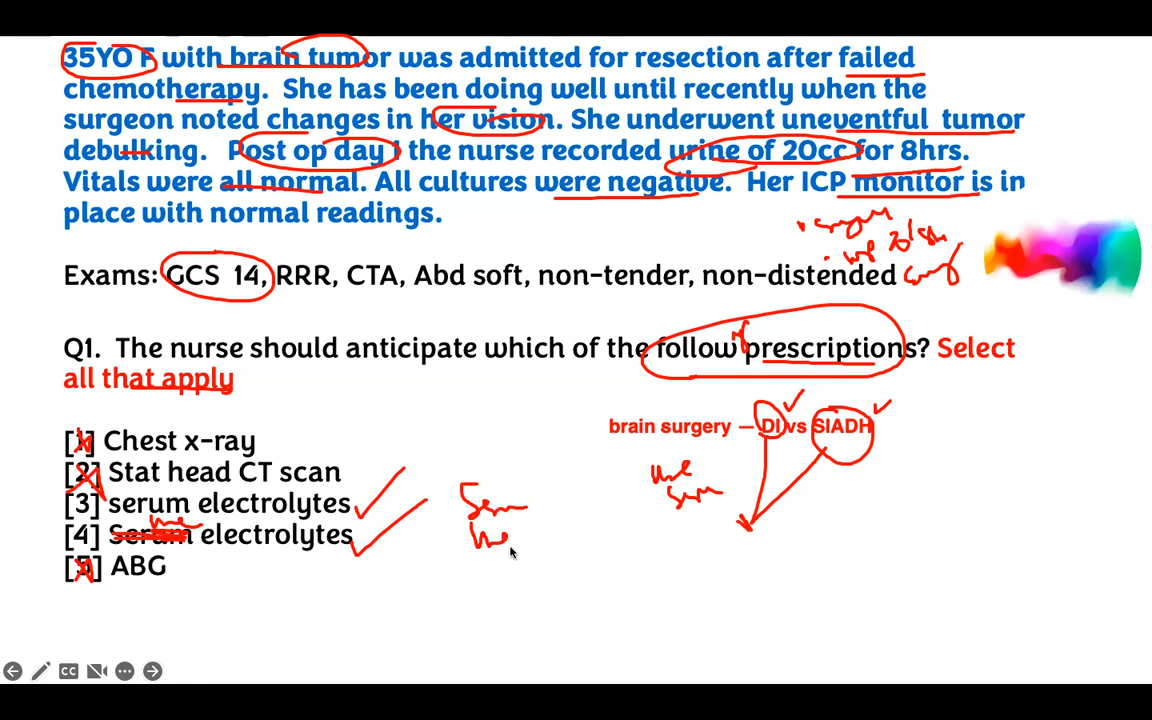 35YO F with brain tumor was admitted for resection after failed
chemotherapy. She has been doing well until recently when the
surgeon noted changes in her vision. She underwent uneventful tumor
debulking. Post op day 1 the nurse recorded urine of 20cc for 8hrs.
Vitals were all normal. All cultures were negative. Her ICP monitor is in
place with normal readings.
Exams: GCS 14, RRR, CTA, Abd soft, non-tender, non-distended
Q1. The nurse should anticipate which of the follow prescriptions? Select
all that apply
brain surgery – DI vs SIADH
[1] Chest x-ray
[2] Stat head CT scan
[3] serum electrolytes
[4] Serum electrolytes
[5] ABG